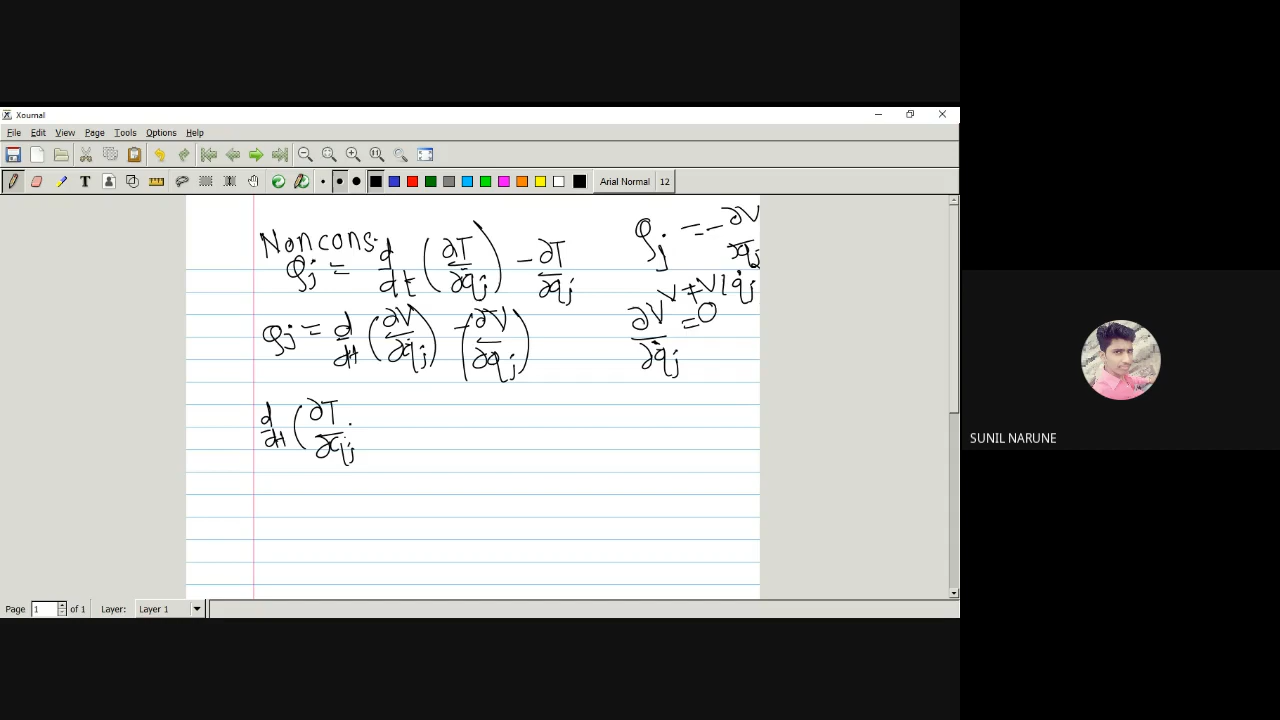 Xournal
File Edit View Page Tools Options Help
Arial Normal 12
Noncons.
Qj = d/dt (∂T/∂q̇j) - ∂T/∂qj
Qj = -∂V/∂qj
V ≠ V(q̇j)
Qj = d/dt (∂V/∂q̇j) - (∂V/∂qj)
∂V/∂q̇j = 0
d/dt (∂T/∂q̇j
SUNIL NARUNE
Page 1 of 1 Layer: Layer 1